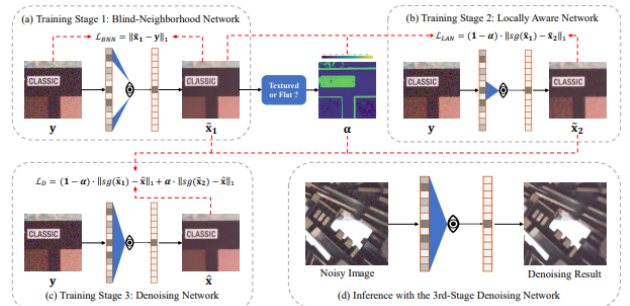 (a) Training Stage 1: Blind-Neighborhood Network
ℒ_BNN = ‖x̃₁ − y‖₁
CLASSIC
CLASSIC
y
x̃₁
Textured
or Flat ?
α
(b) Training Stage 2: Locally Aware Network
ℒ_LAN = (1 − α) · ‖sg(x̃₁) − x̃₂‖₁
CLASSIC
CLASSIC
y
x̃₂
ℒ_D = (1 − α) · ‖sg(x̃₁) − x̂‖₁ + α · ‖sg(x̃₂) − x̂‖₁
CLASSIC
CLASSIC
y
x̂
(c) Training Stage 3: Denoising Network
Noisy Image
Denoising Result
(d) Inference with the 3rd-Stage Denoising Network